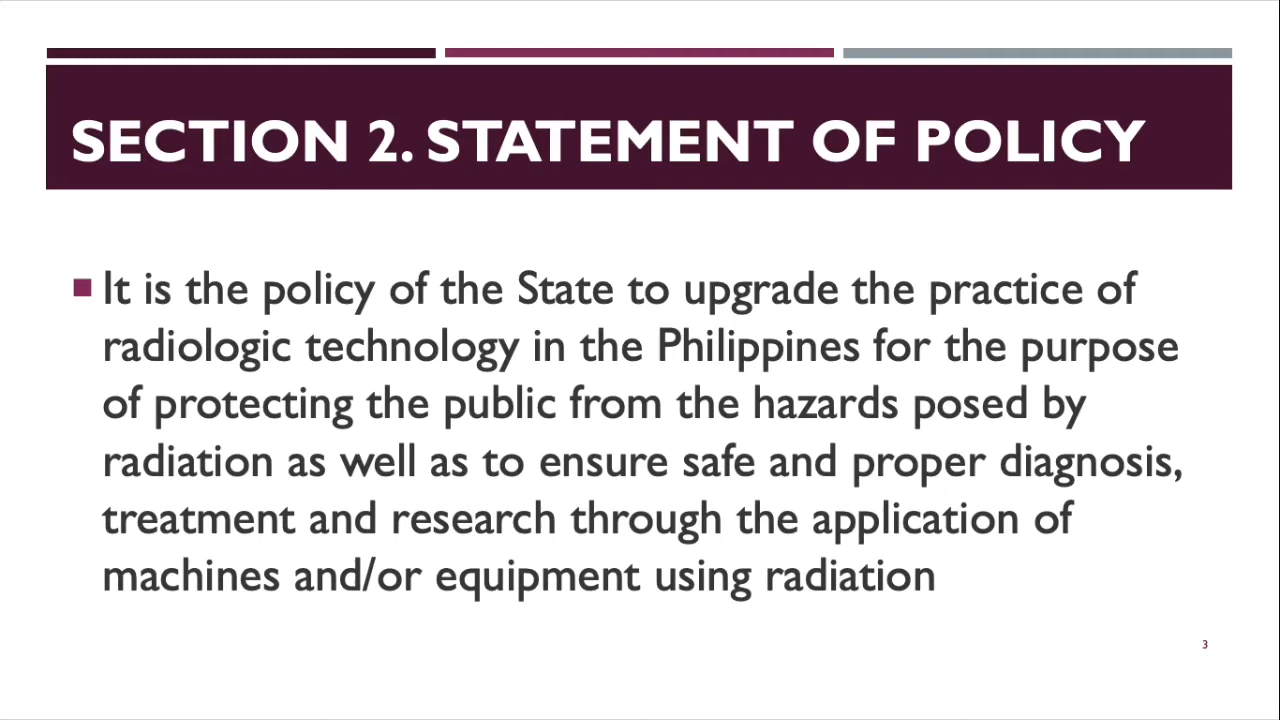 SECTION 2. STATEMENT OF POLICY
It is the policy of the State to upgrade the practice of
radiologic technology in the Philippines for the purpose
of protecting the public from the hazards posed by
radiation as well as to ensure safe and proper diagnosis,
treatment and research through the application of
machines and/or equipment using radiation
3